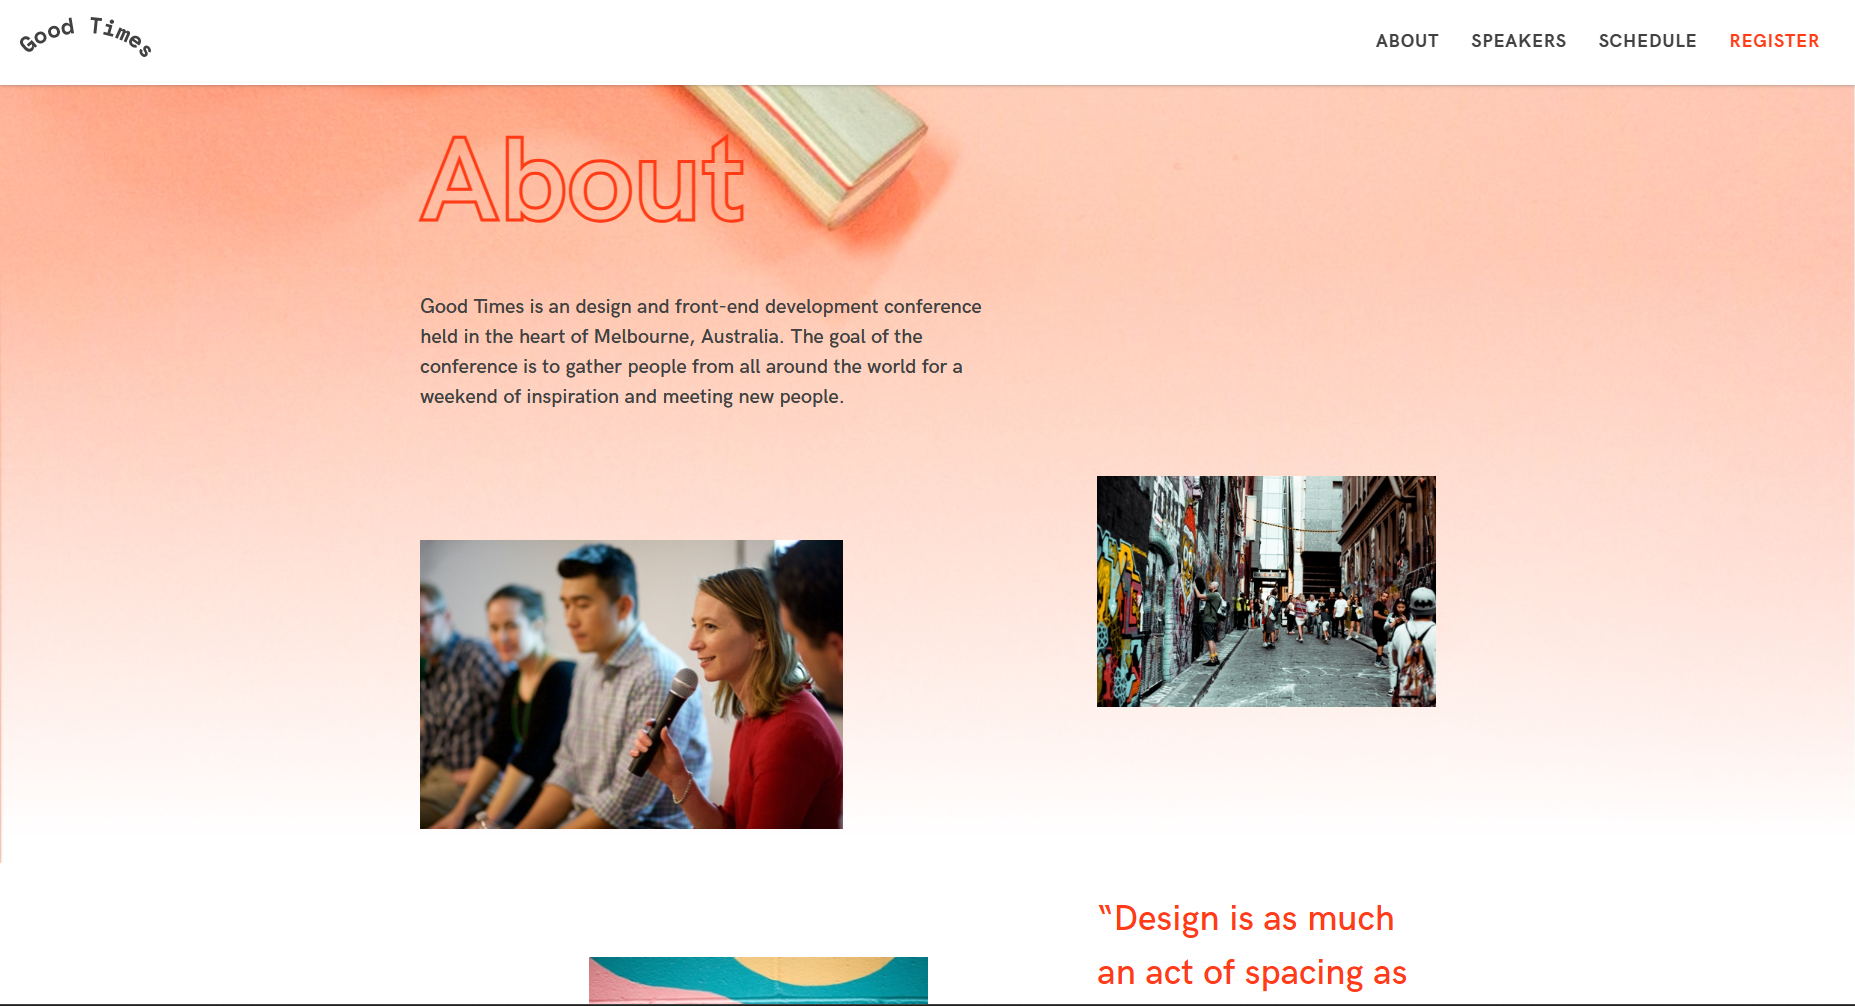 Good Times
ABOUT SPEAKERS SCHEDULE REGISTER
About
Good Times is an design and front-end development conference
held in the heart of Melbourne, Australia. The goal of the
conference is to gather people from all around the world for a
weekend of inspiration and meeting new people.
“Design is as much
an act of spacing as